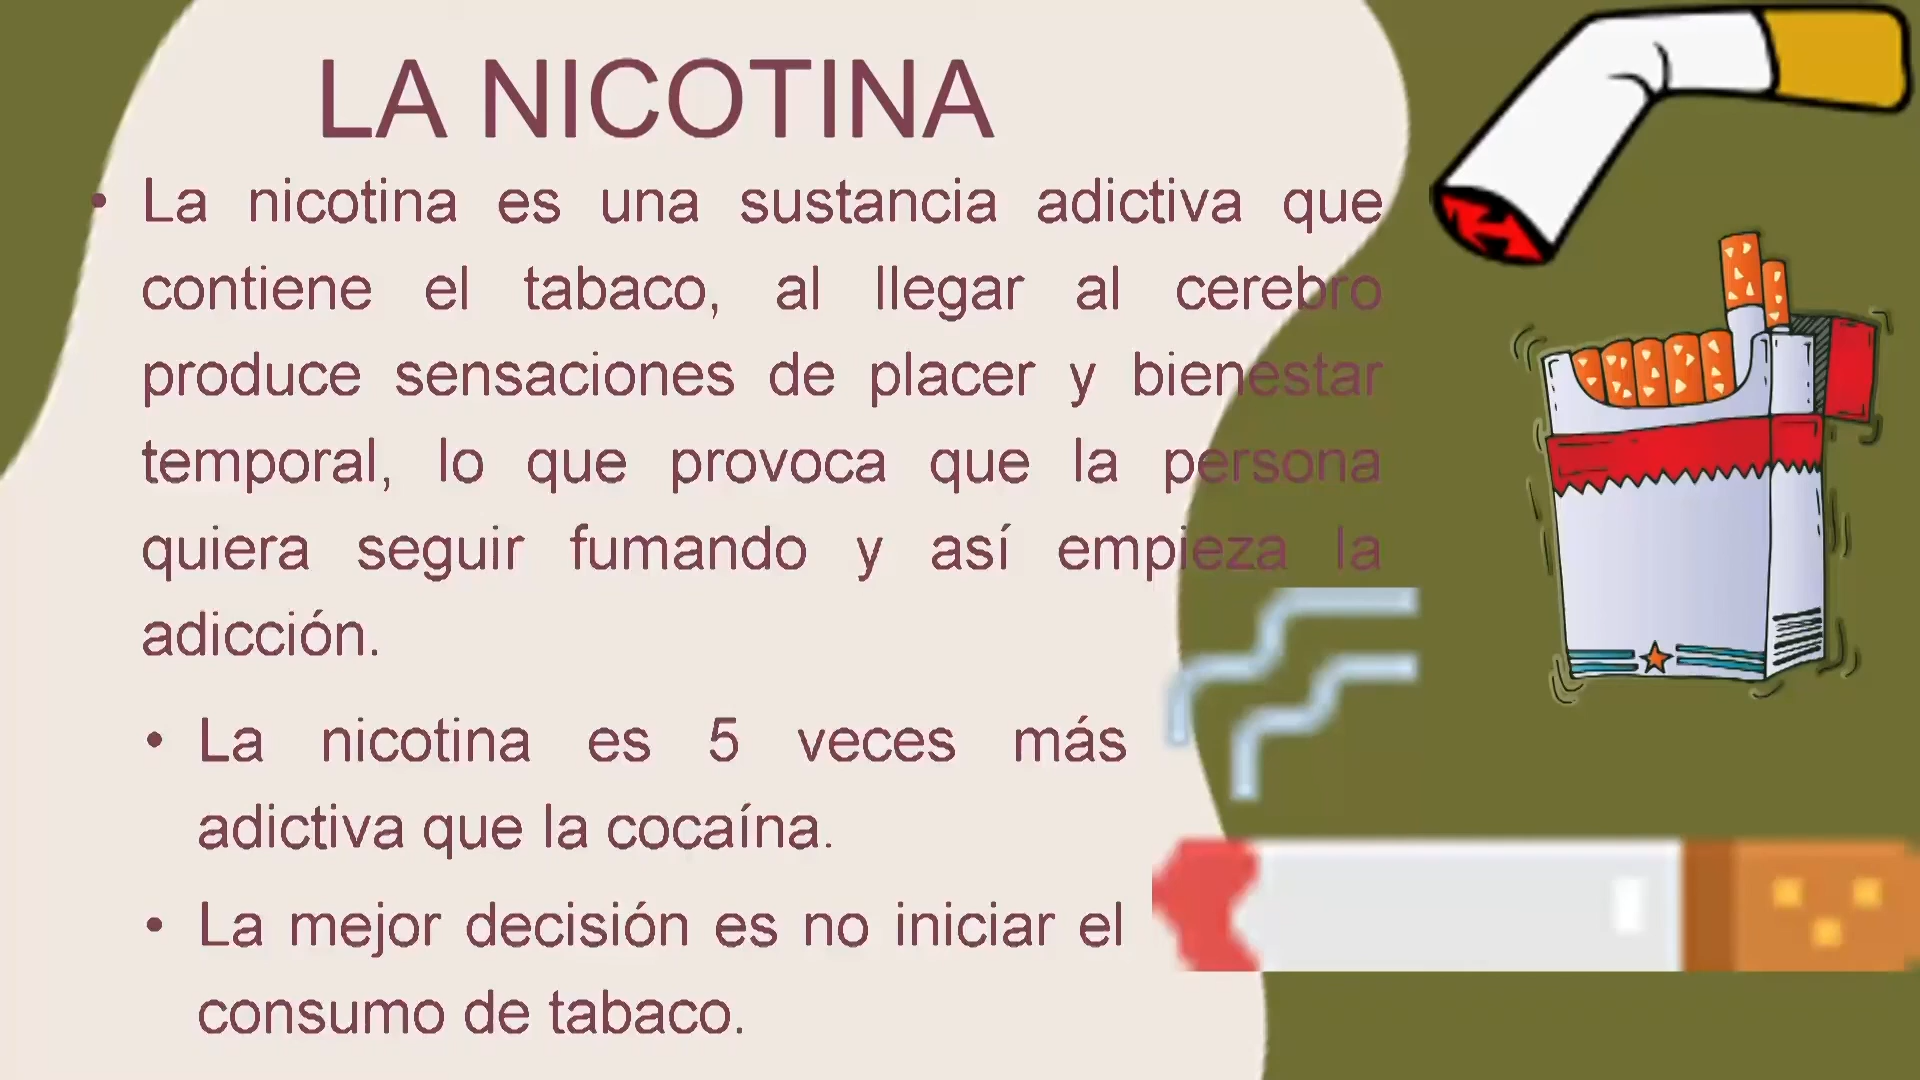 LA NICOTINA
• La nicotina es una sustancia adictiva que
contiene el tabaco, al llegar al cerebro
produce sensaciones de placer y bienestar
temporal, lo que provoca que la persona
quiera seguir fumando y así empieza la
adicción.
• La nicotina es 5 veces más
adictiva que la cocaína.
• La mejor decisión es no iniciar el
consumo de tabaco.